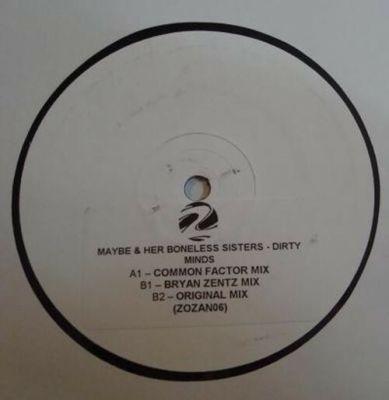 MAYBE & HER BONELESS SISTERS - DIRTY
MINDS
A1 – COMMON FACTOR MIX
B1 – BRYAN ZENTZ MIX
B2 – ORIGINAL MIX
(ZOZAN06)